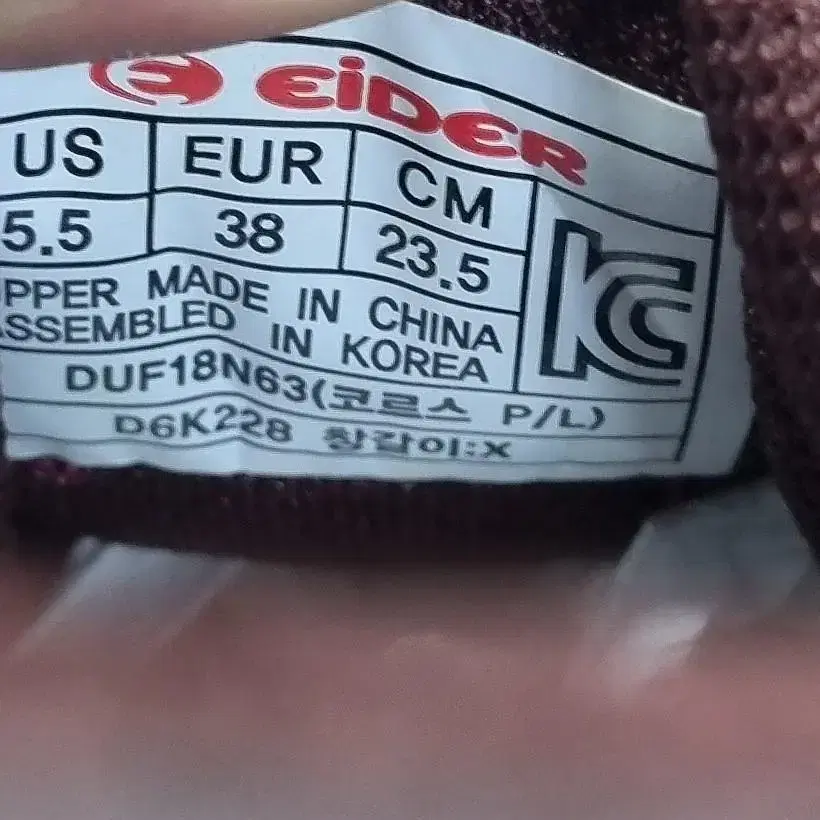 EiDER
US EUR CM
5.5 38 23.5
PPER MADE IN CHINA
ASSEMBLED IN KOREA
DUF18N63(코르스 P/L)
D6K228 창갈이:X
KC